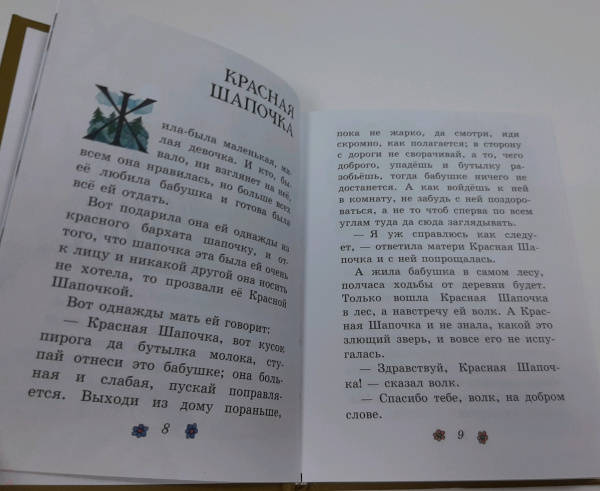 КРАСНАЯ
ШАПОЧКА
Жила-была маленькая, ми-
лая девочка. И кто, бы-
вало, ни взглянет на неё,
всем она нравилась, но больше всех
её любила бабушка и готова была
всё ей отдать.
Вот подарила она ей однажды из
красного бархата шапочку, и от-
того, что шапочка эта была ей очень
к лицу и никакой другой она носить
не хотела, то прозвали её Красной
Шапочкой.
Вот однажды мать ей говорит:
— Красная Шапочка, вот кусок
пирога да бутылка молока, сту-
пай отнеси это бабушке; она боль-
ная и слабая, пускай поправля-
ется. Выходи из дому пораньше,
8
пока не жарко, да смотри, иди
скромно, как полагается; в сторону
с дороги не сворачивай, а то, чего
доброго, упадёшь и бутылку ра-
зобьёшь, тогда бабушке ничего не
достанется. А как войдёшь к ней
в комнату, не забудь с ней поздоро-
ваться, а не то чтоб сперва по всем
углам туда да сюда заглядывать.
— Я уж справлюсь как следу-
ет, — ответила матери Красная Ша-
почка и с ней попрощалась.
А жила бабушка в самом лесу,
полчаса ходьбы от деревни будет.
Только вошла Красная Шапочка
в лес, а навстречу ей волк. А Крас-
ная Шапочка и не знала, какой это
злющий зверь, и вовсе его не испу-
галась.
— Здравствуй, Красная Шапоч-
ка! — сказал волк.
— Спасибо тебе, волк, на добром
слове.
9